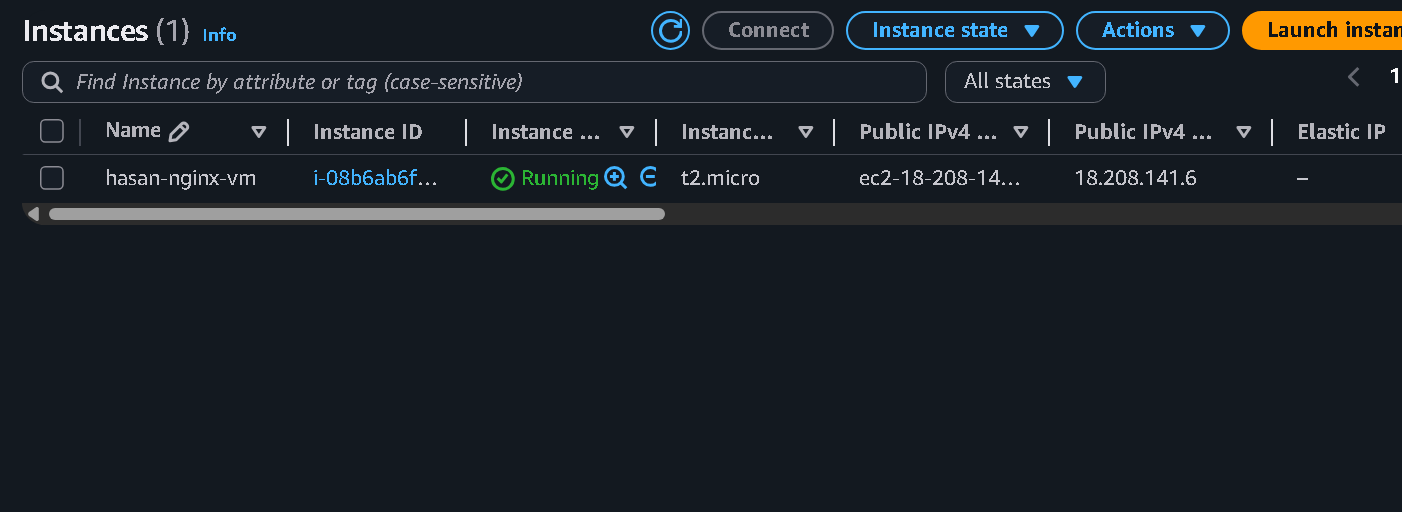 Instances (1) Info Connect Instance state Actions Launch instan
Find Instance by attribute or tag (case-sensitive) All states 1
Name Instance ID Instance ... Instanc... Public IPv4 ... Public IPv4 ... Elastic IP
hasan-nginx-vm i-08b6ab6f... Running t2.micro ec2-18-208-14... 18.208.141.6 –